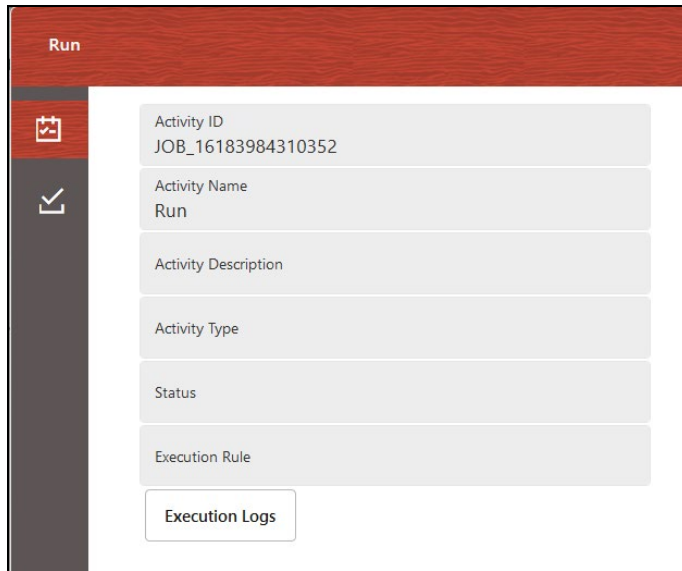 Run
Activity ID
JOB_16183984310352
Activity Name
Run
Activity Description
Activity Type
Status
Execution Rule
Execution Logs